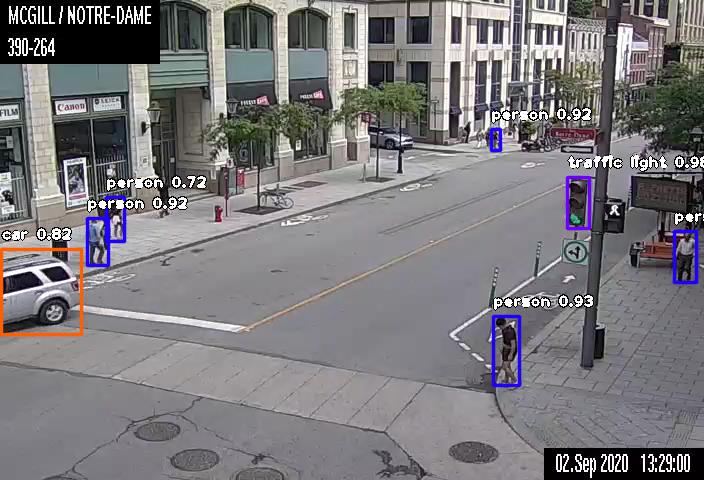 MCGILL / NOTRE-DAME
390-264
Canon
person 0.92
traffic light 0.98
person 0.72
person 0.92
car 0.82
pers
person 0.93
02.Sep 2020 13:29:00